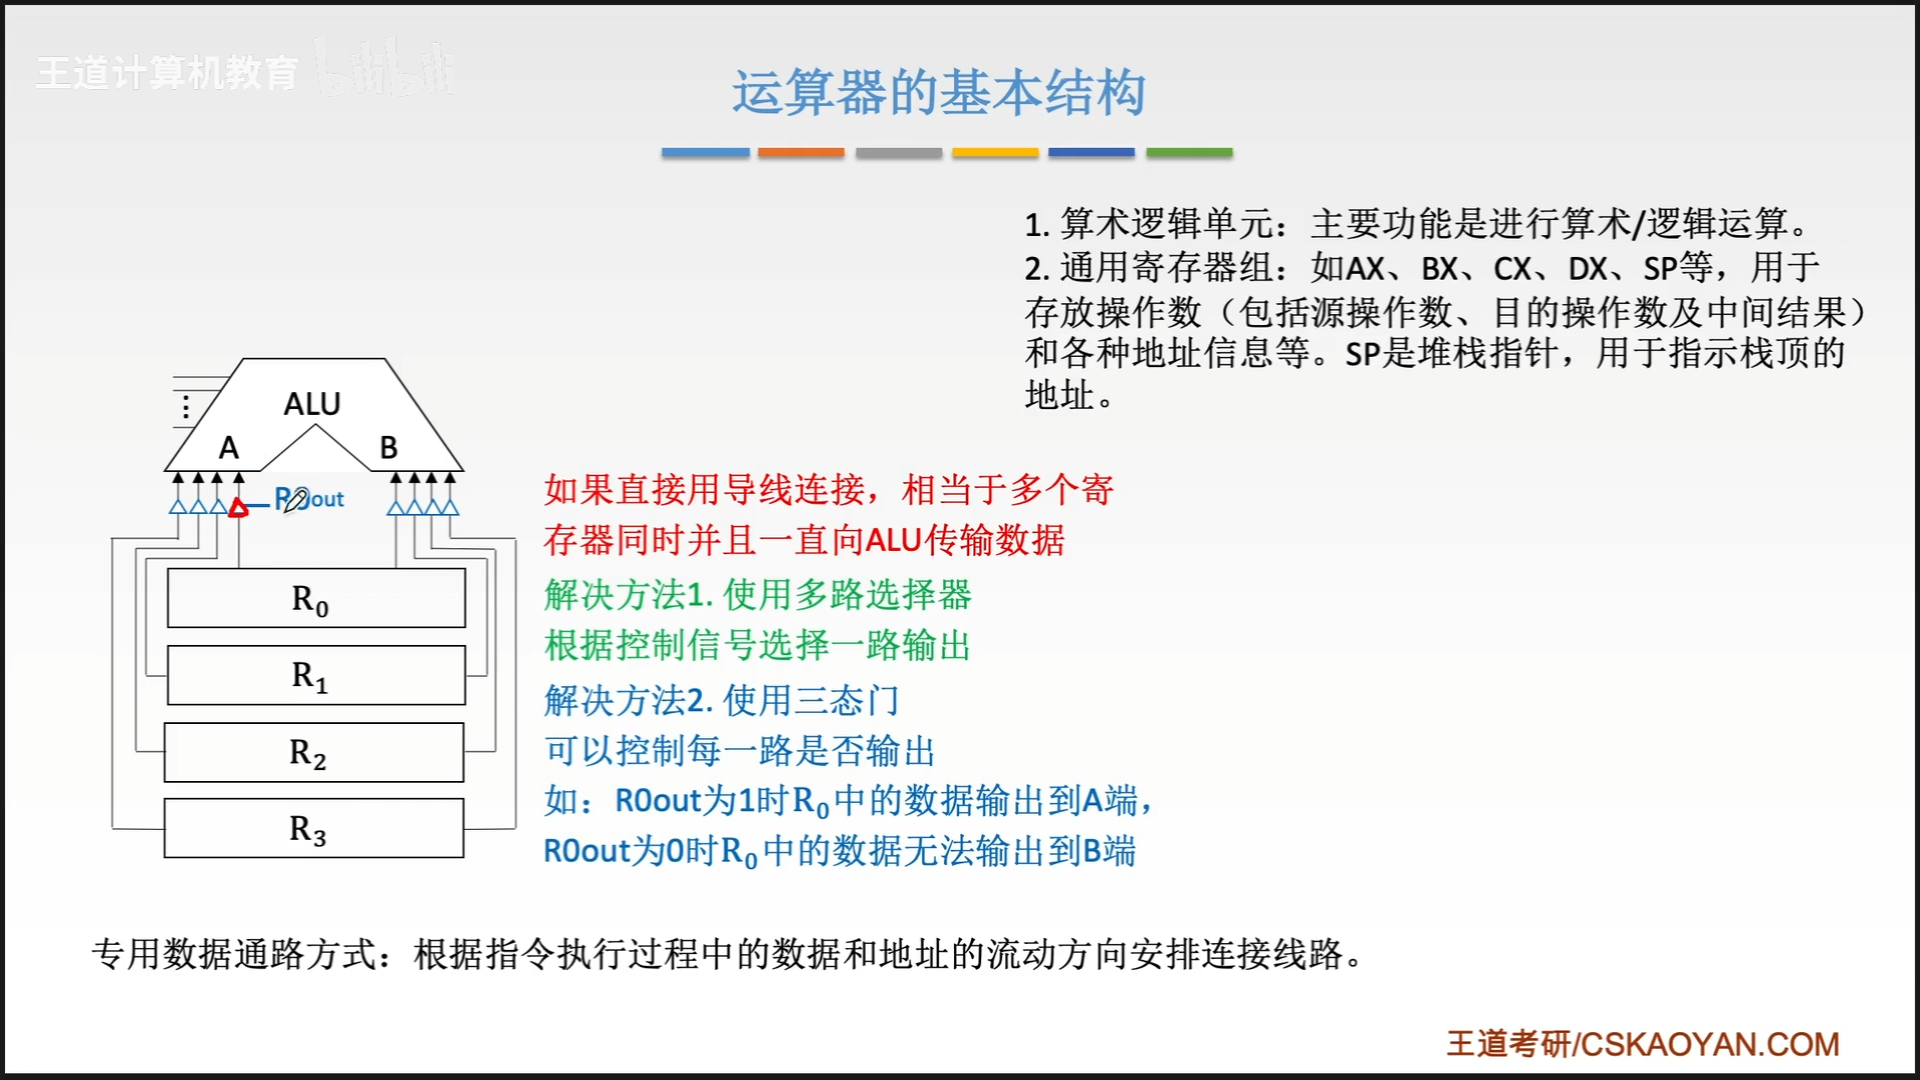 王道计算机教育 bilibili
运算器的基本结构
1. 算术逻辑单元：主要功能是进行算术/逻辑运算。
2. 通用寄存器组：如AX、BX、CX、DX、SP等，用于
存放操作数（包括源操作数、目的操作数及中间结果）
和各种地址信息等。SP是堆栈指针，用于指示栈顶的
地址。
ALU
A
B
R0out
R₀
R₁
R₂
R₃
如果直接用导线连接，相当于多个寄
存器同时并且一直向ALU传输数据
解决方法1. 使用多路选择器
根据控制信号选择一路输出
解决方法2. 使用三态门
可以控制每一路是否输出
如：R0out为1时R₀中的数据输出到A端，
R0out为0时R₀中的数据无法输出到B端
专用数据通路方式：根据指令执行过程中的数据和地址的流动方向安排连接线路。
王道考研/CSKAOYAN.COM